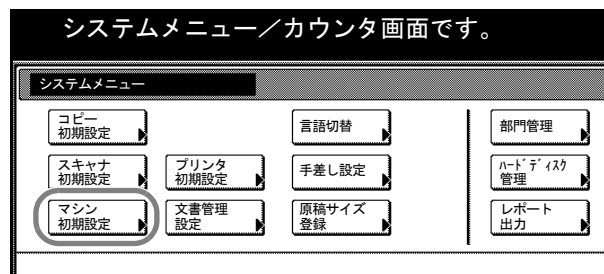 システムメニュー／カウンタ画面です。
システムメニュー
コピー
初期設定
言語切替
部門管理
スキャナ
初期設定
プリンタ
初期設定
手差し設定
ﾊｰﾄﾞﾃﾞｨｽｸ
管理
マシン
初期設定
文書管理
設定
原稿サイズ
登録
レポート
出力